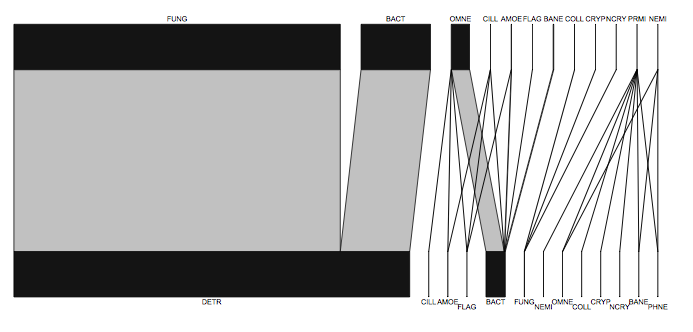 FUNG BACT OMNE CILL AMOE FLAG BANE COLL CRYP NCRY PRMI NEMI
DETR CILL AMOE FLAG BACT FUNG NEMI OMNE COLL CRYP NCRY BANE PHNE